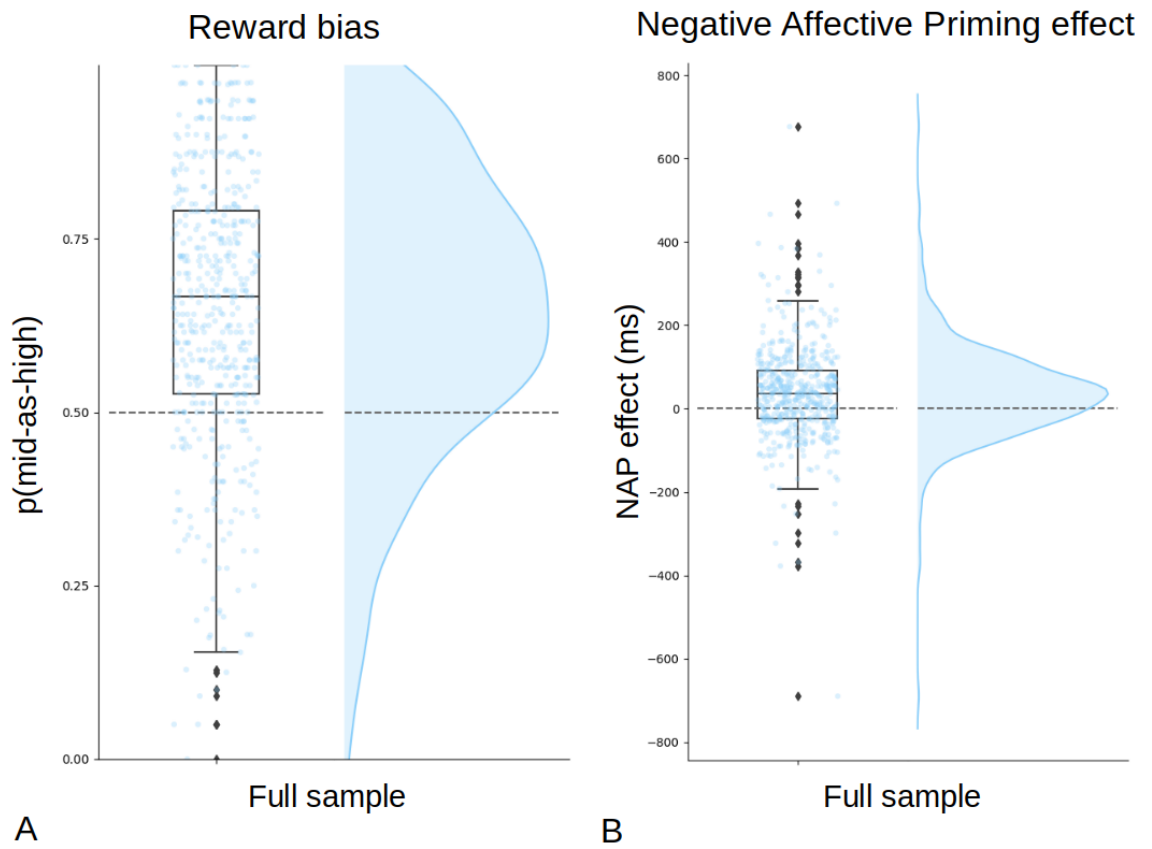 Reward bias
p(mid-as-high)
0.75
0.50
0.25
0.00
Full sample
A
Negative Affective Priming effect
NAP effect (ms)
800
600
400
200
0
−200
−400
−600
−800
Full sample
B